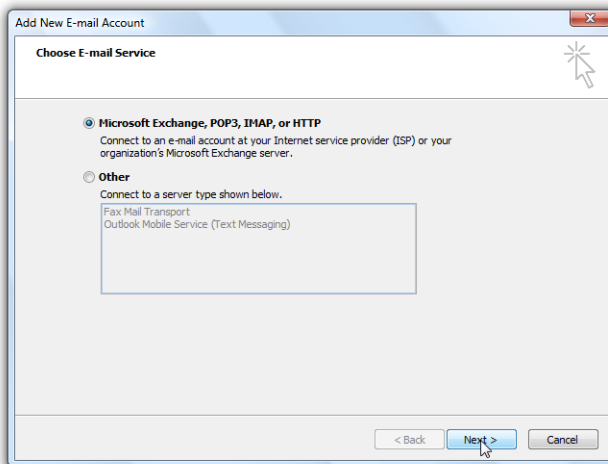 Add New E-mail Account
Choose E-mail Service
Microsoft Exchange, POP3, IMAP, or HTTP
Connect to an e-mail account at your Internet service provider (ISP) or your
organization's Microsoft Exchange server.
Other
Connect to a server type shown below.
Fax Mail Transport
Outlook Mobile Service (Text Messaging)
< Back
Next >
Cancel